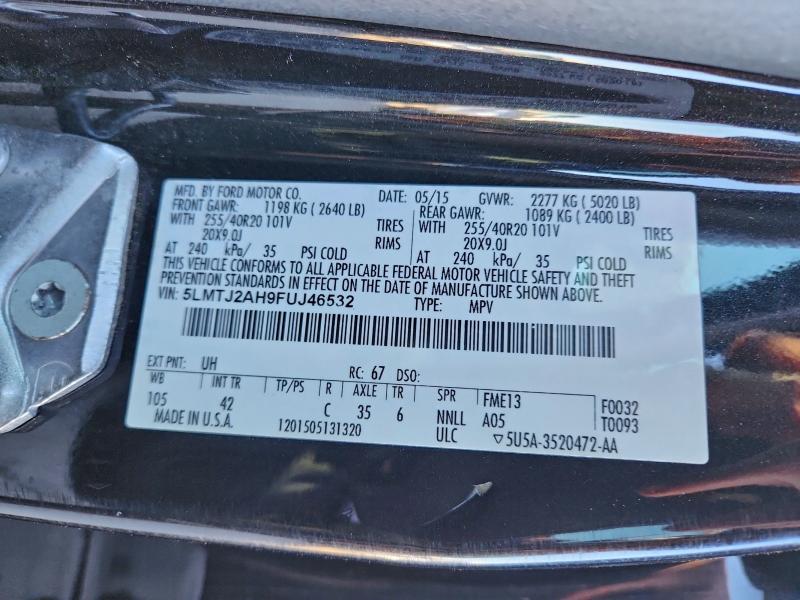 MFD. BY FORD MOTOR CO.
DATE: 05/15 GVWR: 2277 KG ( 5020 LB)
FRONT GAWR: 1198 KG ( 2640 LB) REAR GAWR: 1089 KG ( 2400 LB)
WITH 255/40R20 101V TIRES WITH 255/40R20 101V TIRES
20X9.0J RIMS 20X9.0J RIMS
AT 240 kPa/ 35 PSI COLD AT 240 kPa/ 35 PSI COLD
THIS VEHICLE CONFORMS TO ALL APPLICABLE FEDERAL MOTOR VEHICLE SAFETY AND THEFT
PREVENTION STANDARDS IN EFFECT ON THE DATE OF MANUFACTURE SHOWN ABOVE.
VIN: 5LMTJ2AH9FUJ46532 TYPE: MPV
EXT PNT: UH RC: 67 DSO:
WB INT TR TP/PS R AXLE TR SPR FME13 F0032
105 42 C 35 6 NNLL A05 T0093
MADE IN U.S.A. 1201505131320 ULC ▽5U5A-3520472-AA